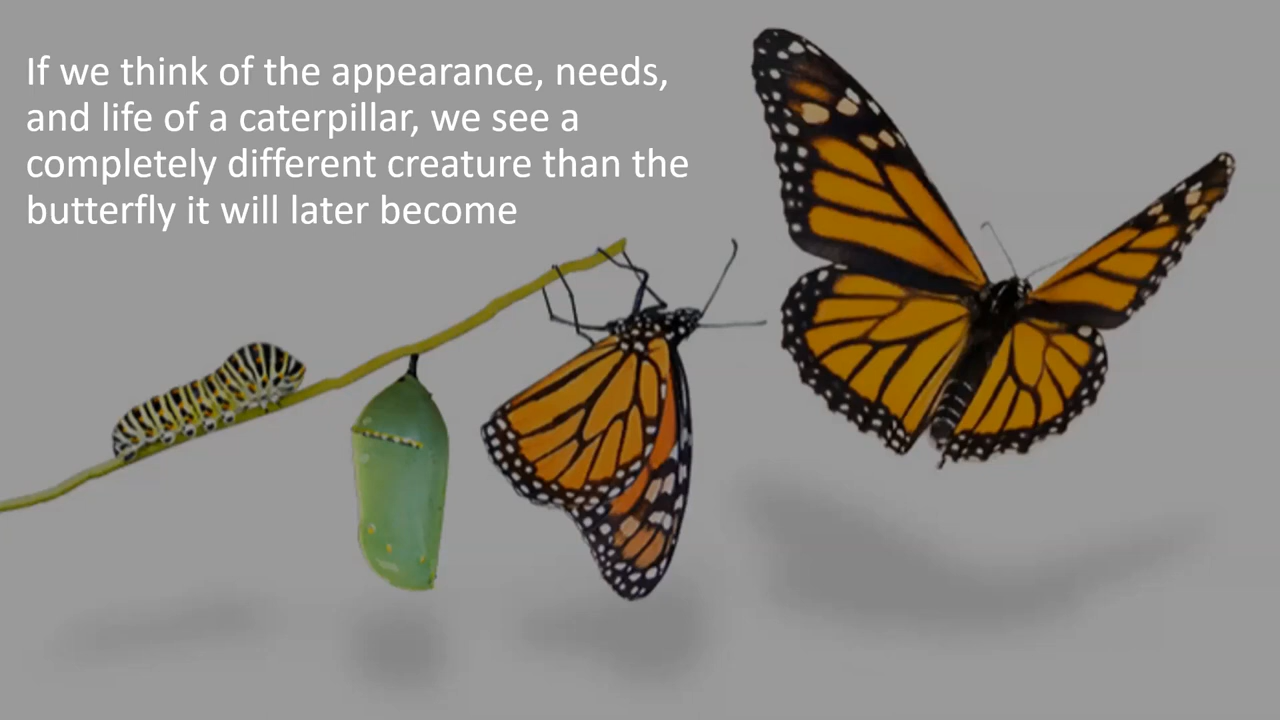 If we think of the appearance, needs,
and life of a caterpillar, we see a
completely different creature than the
butterfly it will later become